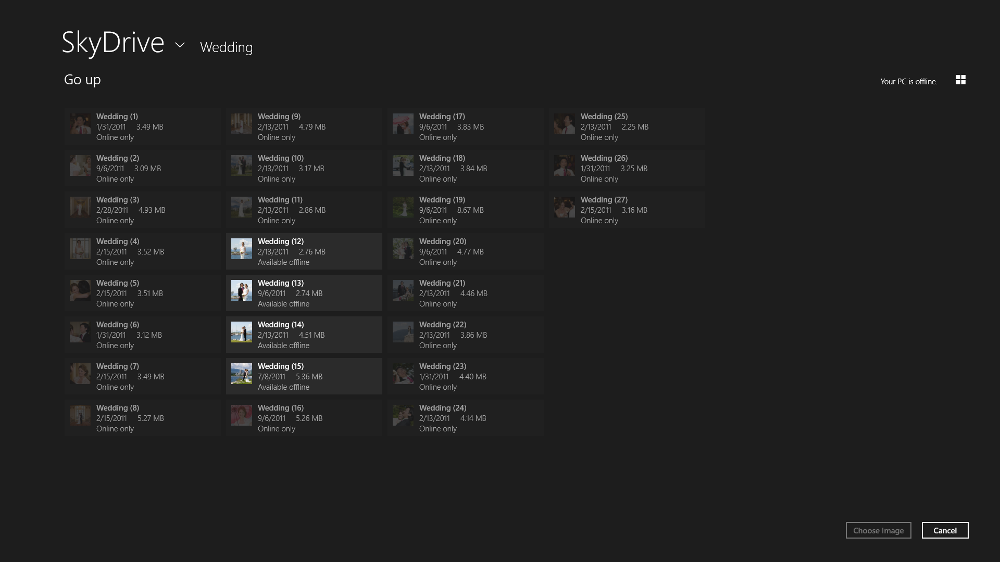 SkyDrive Wedding
Go up
Your PC is offline.
Wedding (1)
1/31/2011 3.49 MB
Online only
Wedding (2)
9/6/2011 3.09 MB
Online only
Wedding (3)
2/28/2011 4.93 MB
Online only
Wedding (4)
2/15/2011 3.52 MB
Online only
Wedding (5)
2/15/2011 3.51 MB
Online only
Wedding (6)
1/31/2011 3.12 MB
Online only
Wedding (7)
2/15/2011 3.49 MB
Online only
Wedding (8)
2/15/2011 5.27 MB
Online only
Wedding (9)
2/13/2011 4.79 MB
Online only
Wedding (10)
2/13/2011 3.17 MB
Online only
Wedding (11)
2/13/2011 2.86 MB
Online only
Wedding (12)
2/13/2011 2.76 MB
Available offline
Wedding (13)
9/6/2011 2.74 MB
Available offline
Wedding (14)
2/13/2011 4.51 MB
Available offline
Wedding (15)
7/8/2011 5.36 MB
Available offline
Wedding (16)
9/6/2011 5.26 MB
Online only
Wedding (17)
9/6/2011 3.83 MB
Online only
Wedding (18)
2/13/2011 3.84 MB
Online only
Wedding (19)
9/6/2011 8.67 MB
Online only
Wedding (20)
9/6/2011 4.77 MB
Online only
Wedding (21)
2/13/2011 4.46 MB
Online only
Wedding (22)
2/13/2011 3.86 MB
Online only
Wedding (23)
1/31/2011 4.40 MB
Online only
Wedding (24)
2/13/2011 4.14 MB
Online only
Wedding (25)
2/13/2011 2.25 MB
Online only
Wedding (26)
1/31/2011 3.25 MB
Online only
Wedding (27)
2/15/2011 3.16 MB
Online only
Choose Image
Cancel